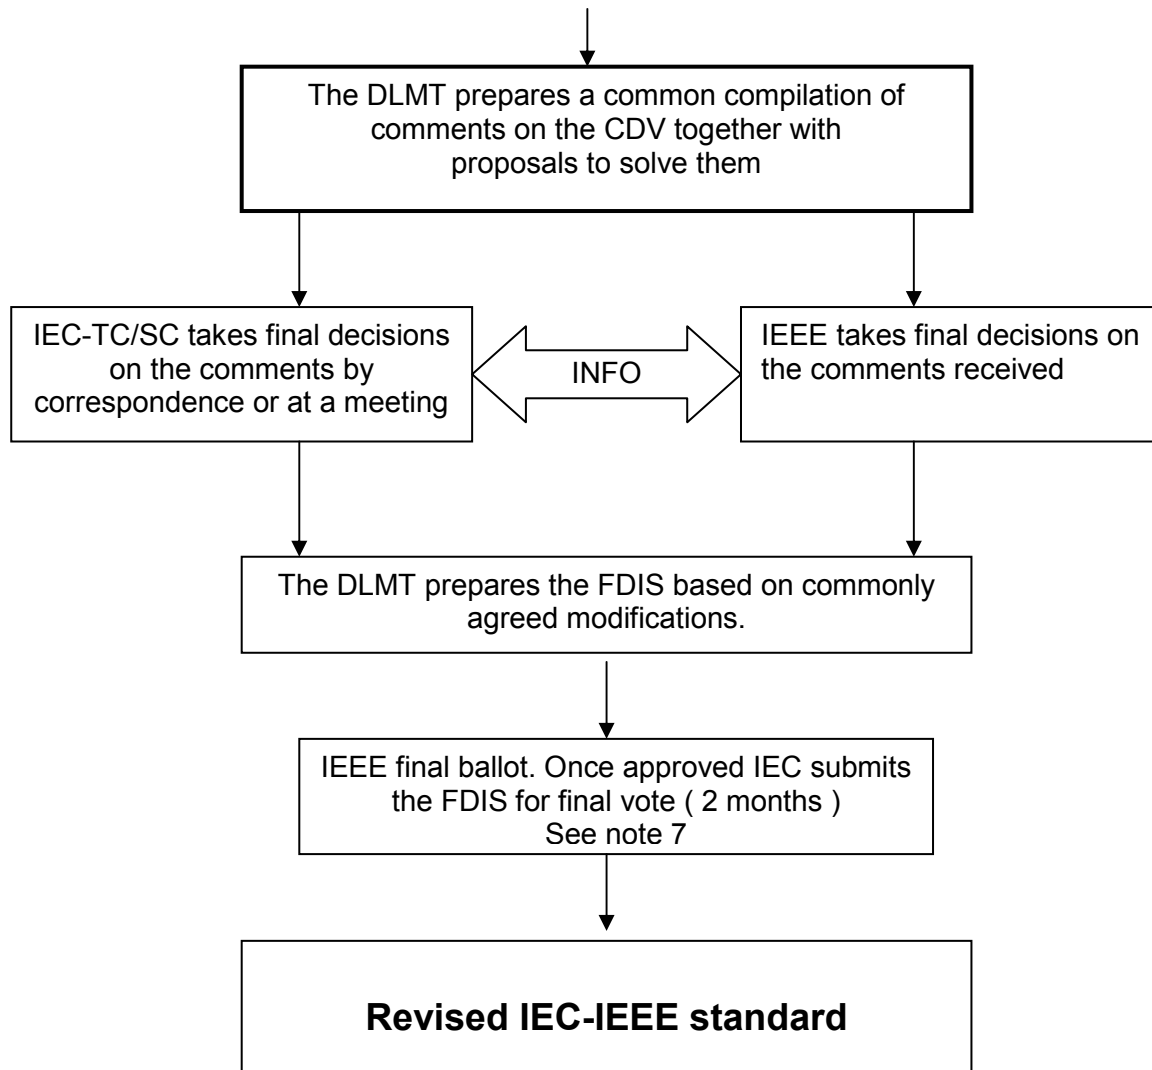 The DLMT prepares a common compilation of
comments on the CDV together with
proposals to solve them
IEC-TC/SC takes final decisions
on the comments by
correspondence or at a meeting
INFO
IEEE takes final decisions on
the comments received
The DLMT prepares the FDIS based on commonly
agreed modifications.
IEEE final ballot. Once approved IEC submits
the FDIS for final vote ( 2 months )
See note 7
Revised IEC-IEEE standard